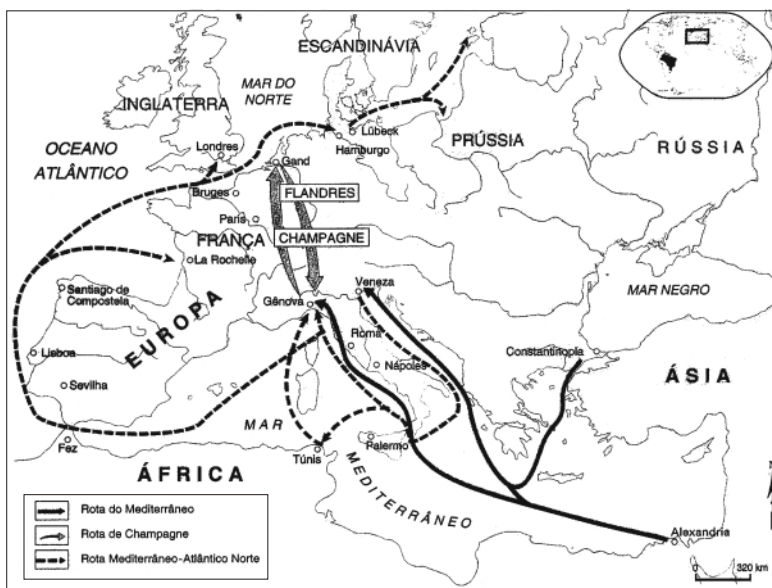 ESCANDINÁVIA
MAR DO
NORTE
INGLATERRA
Lübeck
Hamburgo
PRÚSSIA
RÚSSIA
OCEANO
ATLÂNTICO
Londres
Gand
Bruges
FLANDRES
Paris
FRANÇA
CHAMPAGNE
La Rochelle
Santiago de
Compostela
EUROPA
Gênova
Veneza
MAR NEGRO
Roma
Constantinopla
Lisboa
Nápoles
ÁSIA
Sevilha
MAR
MEDITERRÂNEO
Fez
Túnis
Palermo
ÁFRICA
Alexandria
Rota do Mediterrâneo
Rota de Champagne
Rota Mediterrâneo-Atlântico Norte
0 320 km